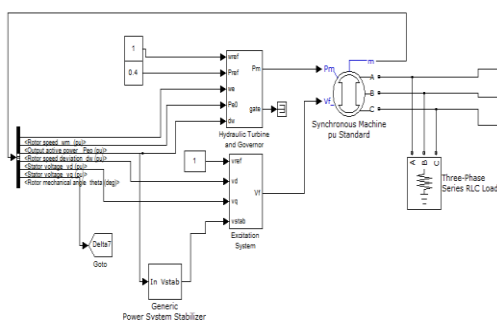 1
0.4
wref
Pref
we
Pe0
dw
Pm
gate
Hydraulic Turbine
and Governor
Pm
Vf_
m
A
B
C
Synchronous Machine
pu Standard
<Rotor speed wm (pu)>
<Output active power Peo (pu)>
<Rotor speed deviation dw (pu)>
<Stator voltage vd (pu)>
<Stator voltage vq (pu)>
<Rotor mechanical angle theta (deg)>
1
vref
vd
vq
vstab
Vf
Excitation
System
A
B
C
Three-Phase
Series RLC Load
Delta7
Goto
In Vstab
Generic
Power System Stabilizer